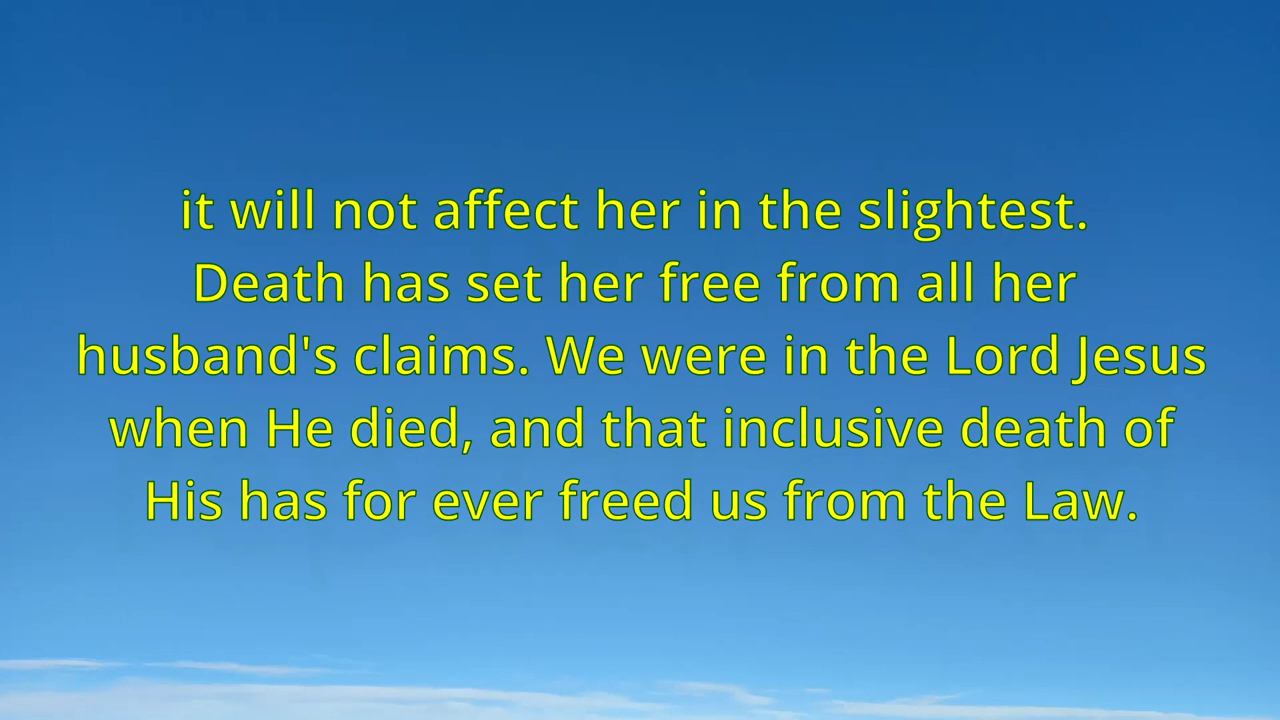 it will not affect her in the slightest.
Death has set her free from all her
husband's claims. We were in the Lord Jesus
when He died, and that inclusive death of
His has for ever freed us from the Law.